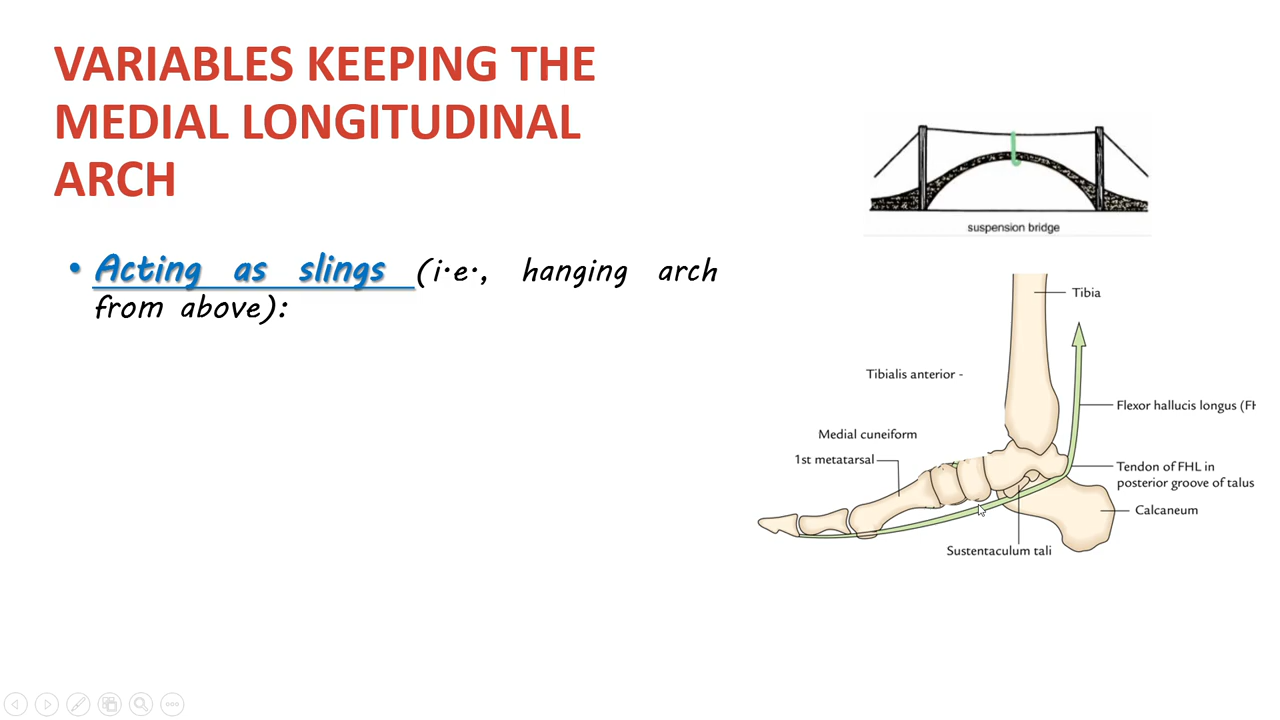 VARIABLES KEEPING THE
MEDIAL LONGITUDINAL
ARCH
• Acting as slings (i.e., hanging arch
from above):
suspension bridge
Tibia
Tibialis anterior -
Flexor hallucis longus (FH
Medial cuneiform
1st metatarsal
Tendon of FHL in
posterior groove of talus
Calcaneum
Sustentaculum tali